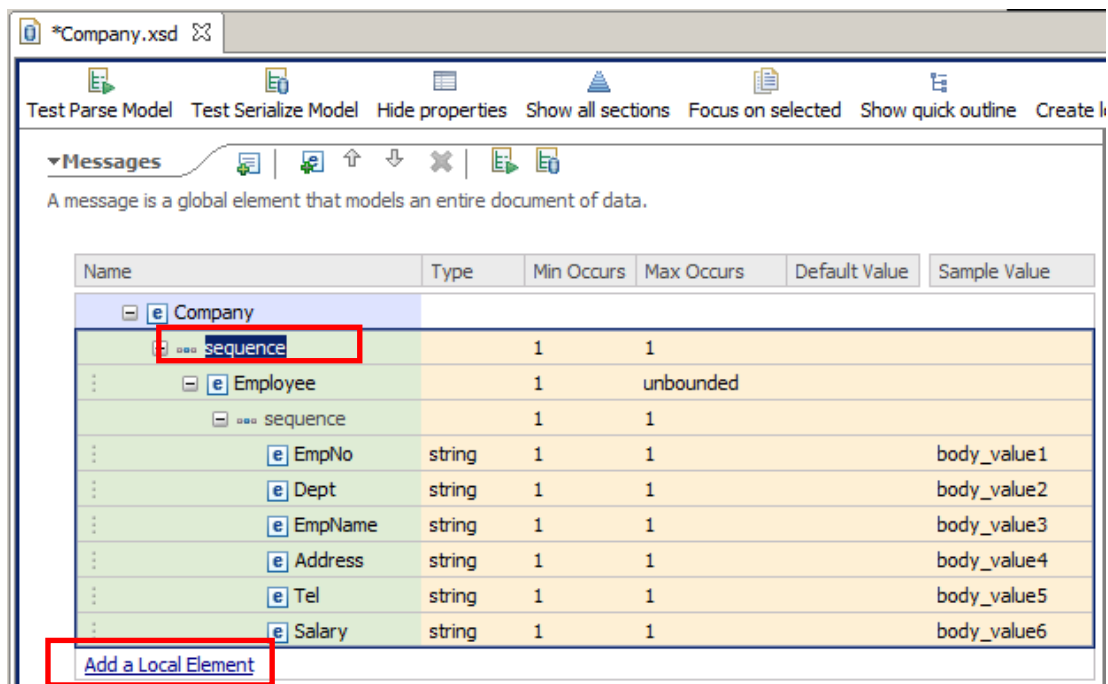 *Company.xsd
Test Parse Model Test Serialize Model Hide properties Show all sections Focus on selected Show quick outline Create
Messages
A message is a global element that models an entire document of data.
Name Type Min Occurs Max Occurs Default Value Sample Value
e Company
sequence 1 1
e Employee 1 unbounded
sequence 1 1
e EmpNo string 1 1 body_value1
e Dept string 1 1 body_value2
e EmpName string 1 1 body_value3
e Address string 1 1 body_value4
e Tel string 1 1 body_value5
e Salary string 1 1 body_value6
Add a Local Element